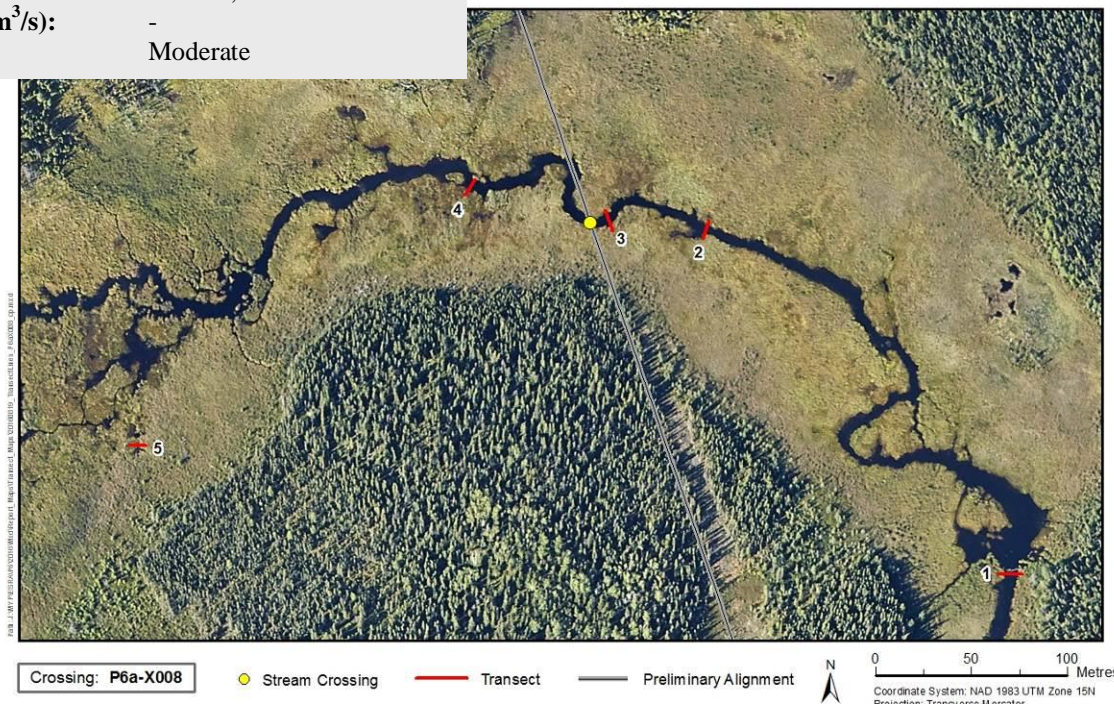 m³/s): -
Moderate
4
3
2
5
1
Crossing: P6a-X008
Stream Crossing
Transect
Preliminary Alignment
N
0 50 100
Metres
Coordinate System: NAD 1983 UTM Zone 15N
Projection: Transverse Mercator